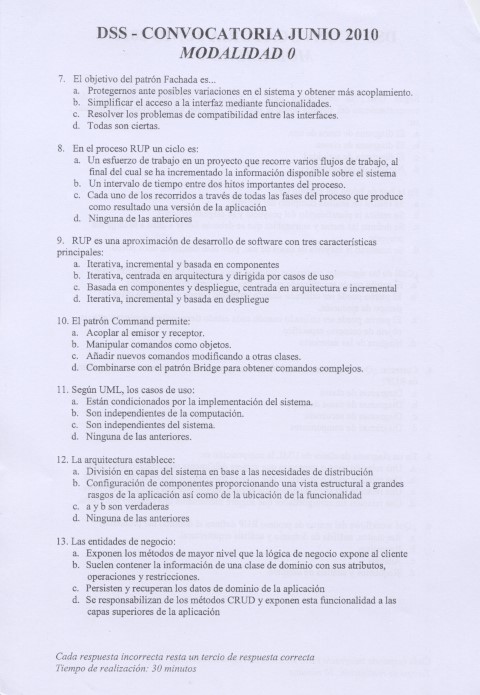 DSS - CONVOCATORIA JUNIO 2010
MODALIDAD 0
7. El objetivo del patrón Fachada es...
a. Protegernos ante posibles variaciones en el sistema y obtener más acoplamiento.
b. Simplificar el acceso a la interfaz mediante funcionalidades.
c. Resolver los problemas de compatibilidad entre las interfaces.
d. Todas son ciertas.
8. En el proceso RUP un ciclo es:
a. Un esfuerzo de trabajo en un proyecto que recorre varios flujos de trabajo, al
final del cual se ha incrementado la información disponible sobre el sistema
b. Un intervalo de tiempo entre dos hitos importantes del proceso.
c. Cada uno de los recorridos a través de todas las fases del proceso que produce
como resultado una versión de la aplicación
d. Ninguna de las anteriores
9. RUP es una aproximación de desarrollo de software con tres características
principales:
a. Iterativa, incremental y basada en componentes
b. Iterativa, centrada en arquitectura y dirigida por casos de uso
c. Basada en componentes y despliegue, centrada en arquitectura e incremental
d. Iterativa, incremental y basada en despliegue
10. El patrón Command permite:
a. Acoplar al emisor y receptor.
b. Manipular comandos como objetos.
c. Añadir nuevos comandos modificando a otras clases.
d. Combinarse con el patrón Bridge para obtener comandos complejos.
11. Según UML, los casos de uso:
a. Están condicionados por la implementación del sistema.
b. Son independientes de la computación.
c. Son independientes del sistema.
d. Ninguna de las anteriores.
12. La arquitectura establece:
a. División en capas del sistema en base a las necesidades de distribución
b. Configuración de componentes proporcionando una vista estructural a grandes
rasgos de la aplicación así como de la ubicación de la funcionalidad
c. a y b son verdaderas
d. Ninguna de las anteriores
13. Las entidades de negocio:
a. Exponen los métodos de mayor nivel que la lógica de negocio expone al cliente
b. Suelen contener la información de una clase de dominio con sus atributos,
operaciones y restricciones.
c. Persisten y recuperan los datos de dominio de la aplicación
d. Se responsabilizan de los métodos CRUD y exponen esta funcionalidad a las
capas superiores de la aplicación
Cada respuesta incorrecta resta un tercio de respuesta correcta
Tiempo de realización: 30 minutos